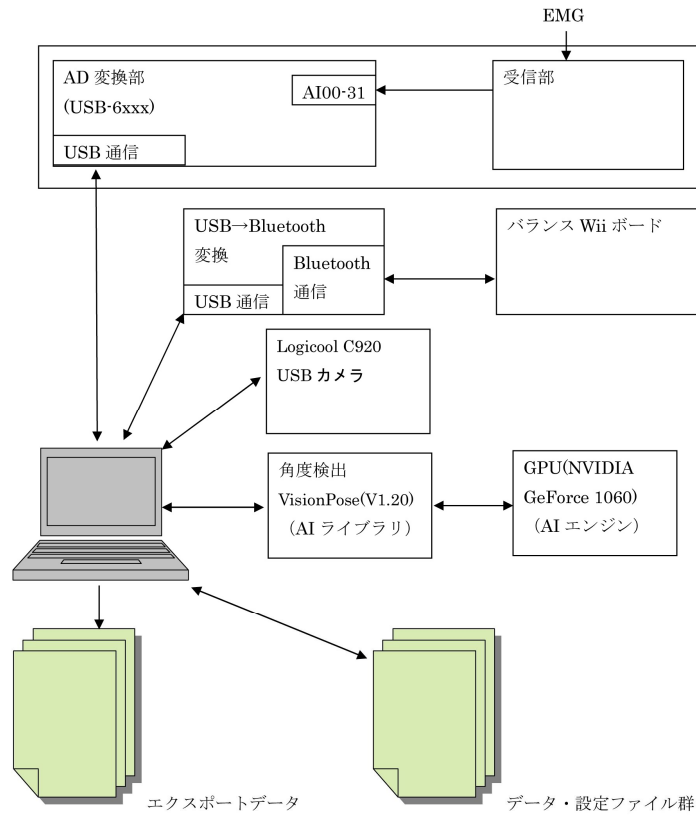 EMG
AD 変換部
(USB-6xxx)
AI00-31
USB 通信
受信部
USB→Bluetooth
変換
Bluetooth
通信
USB 通信
バランス Wii ボード
Logicool C920
USB カメラ
角度検出
VisionPose(V1.20)
（AI ライブラリ）
GPU(NVIDIA
GeForce 1060)
（AI エンジン）
エクスポートデータ
データ・設定ファイル群